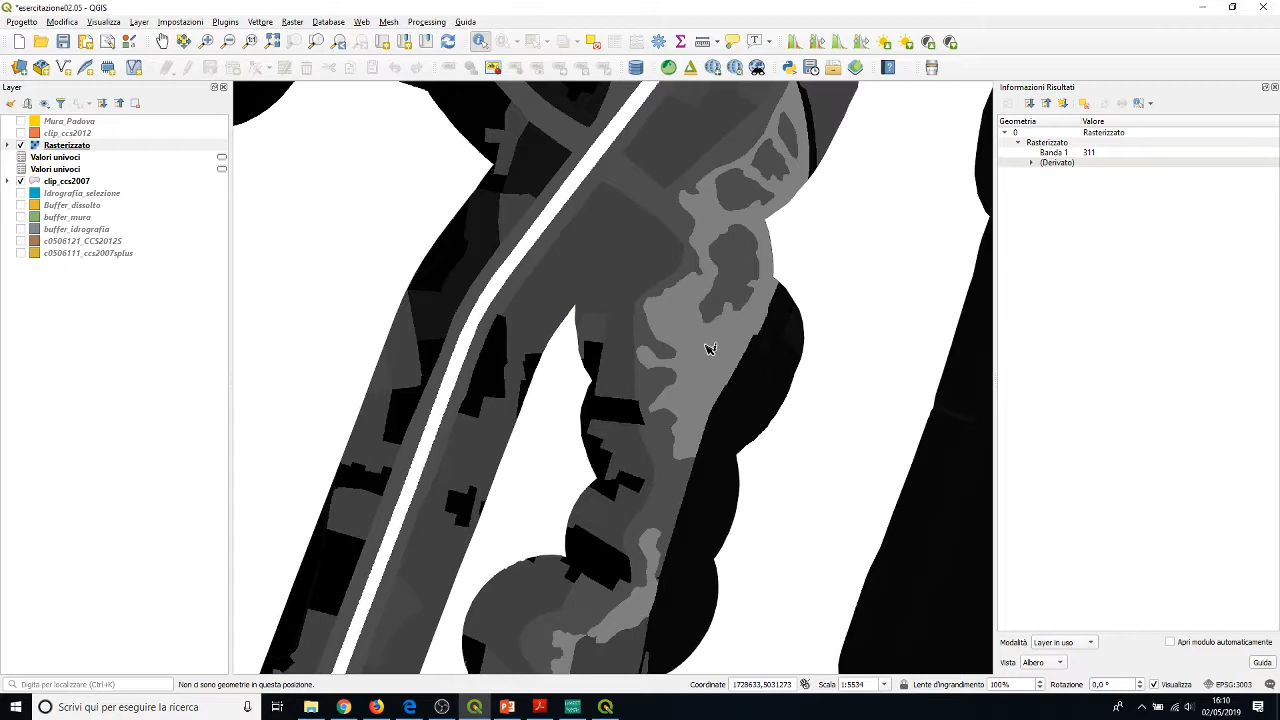 *esercitazione02.05 — QGIS
Progetto Modifica Visualizza Layer Impostazioni Plugins Vettore Raster Database Web Mesh Processing Guida
Layer
Mura_Padova
clip_ccs2012
Rasterizzato
Valori univoci
Valori univoci
clip_ccs2007
Idrografia_selezione
Buffer_dissolto
buffer_mura
buffer_idrografia
c0506121_CCS2012S
c0506111_ccs2007splus
Informazioni Risultati
Geometria Valore
0 Rasterizzato
Rasterizzato
Banda 1 311
(Derivato)
Modalità Layer in uso Apri modulo automaticamente
Vista Albero Guida
Digita per localizzare (Ctrl+K) Non ci sono geometrie in questa posizione. Coordinate 1728633,5031273 Scala 1:5534 Lente d'ingrandimento 100% Rotazione 0,0 ° Visualizza EPSG:3003
Scrivi qui per eseguire la ricerca
16:10
02/05/2019